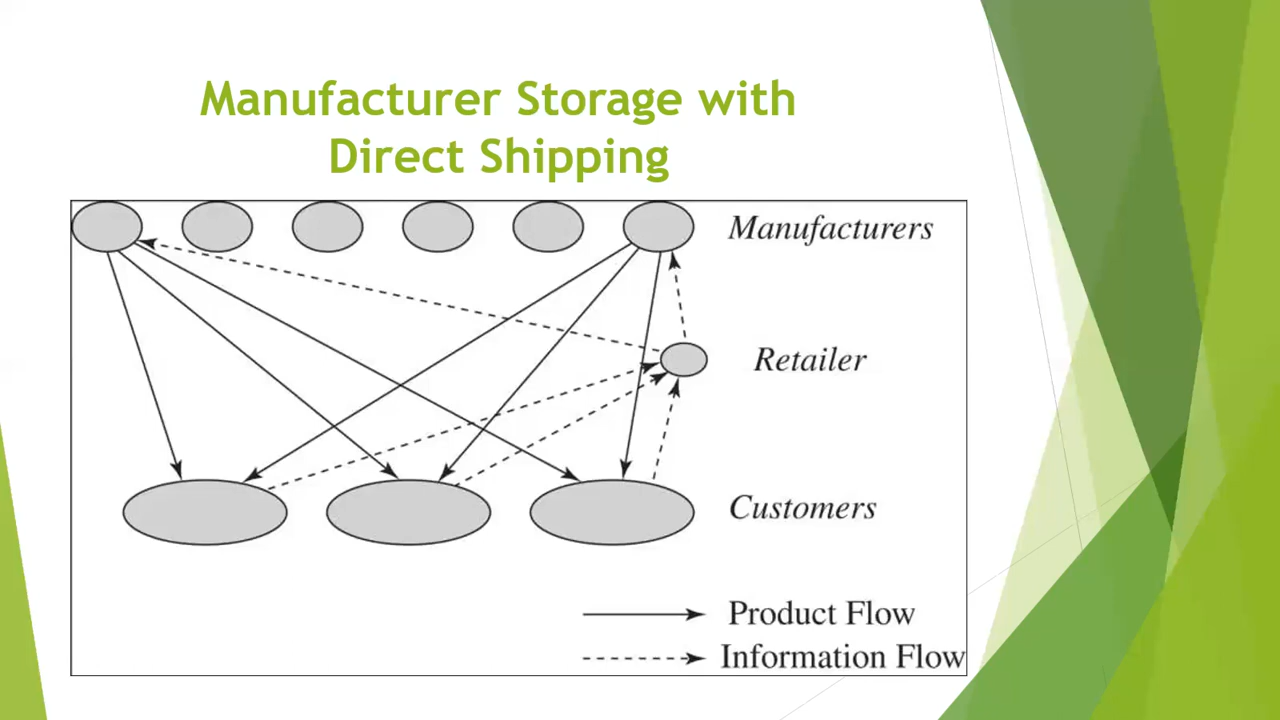 Manufacturer Storage with
Direct Shipping
Manufacturers
Retailer
Customers
Product Flow
Information Flow